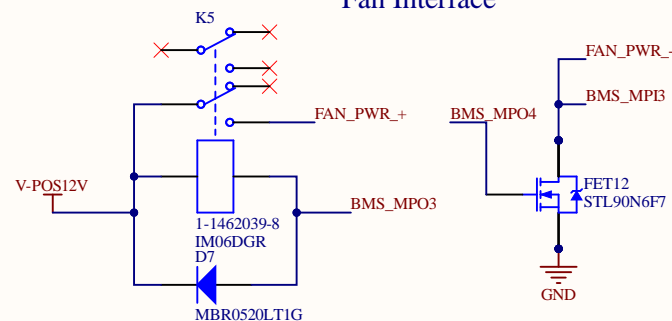 Fan Interface
K5
FAN_PWR_-
BMS_MPI3
FAN_PWR_+
BMS_MPO4
V-POS12V
FET12
STL90N6F7
BMS_MPO3
1-1462039-8
IM06DGR
D7
GND
MBR0520LT1G